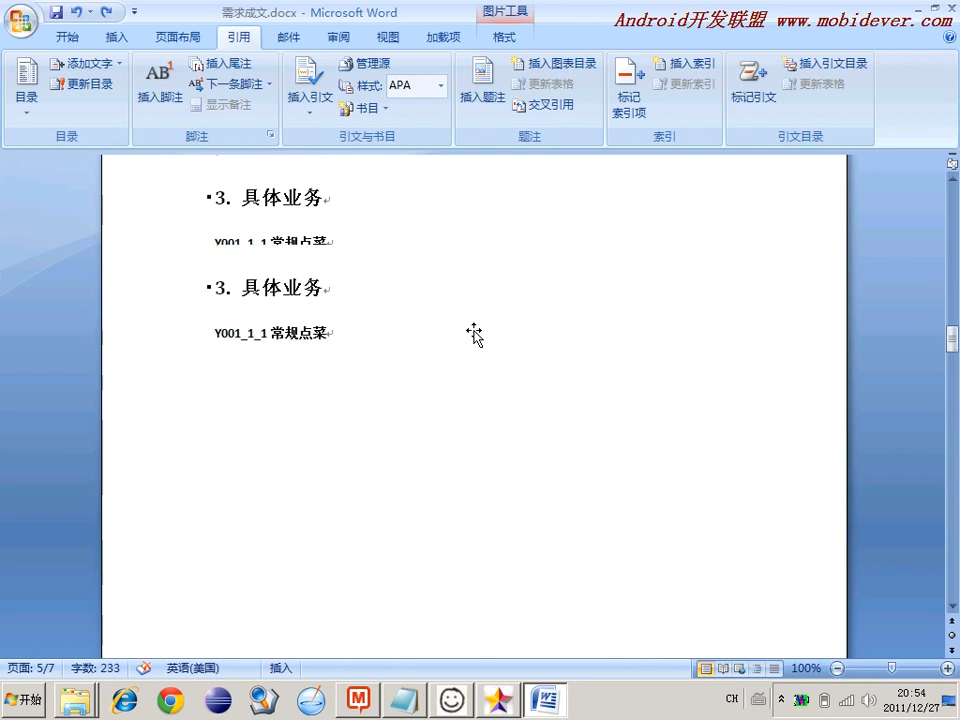 需求成文.docx - Microsoft Word
图片工具
Android开发联盟 www.mobidever.com
开始 插入 页面布局 引用 邮件 审阅 视图 加载项 格式
目录
添加文字
更新目录
目录
AB¹
插入脚注
插入尾注
下一条脚注
显示备注
脚注
插入引文
管理源
样式: APA
书目
引文与书目
插入题注
插入图表目录
更新表格
交叉引用
题注
标记
索引项
插入索引
更新索引
索引
标记引文
插入引文目录
更新表格
引文目录
3. 具体业务
Y001_1_1 常规点菜
3. 具体业务
Y001_1_1 常规点菜
页面: 5/7 字数: 233 英语(美国) 插入 100%
开始
CH
20:54
2011/12/27